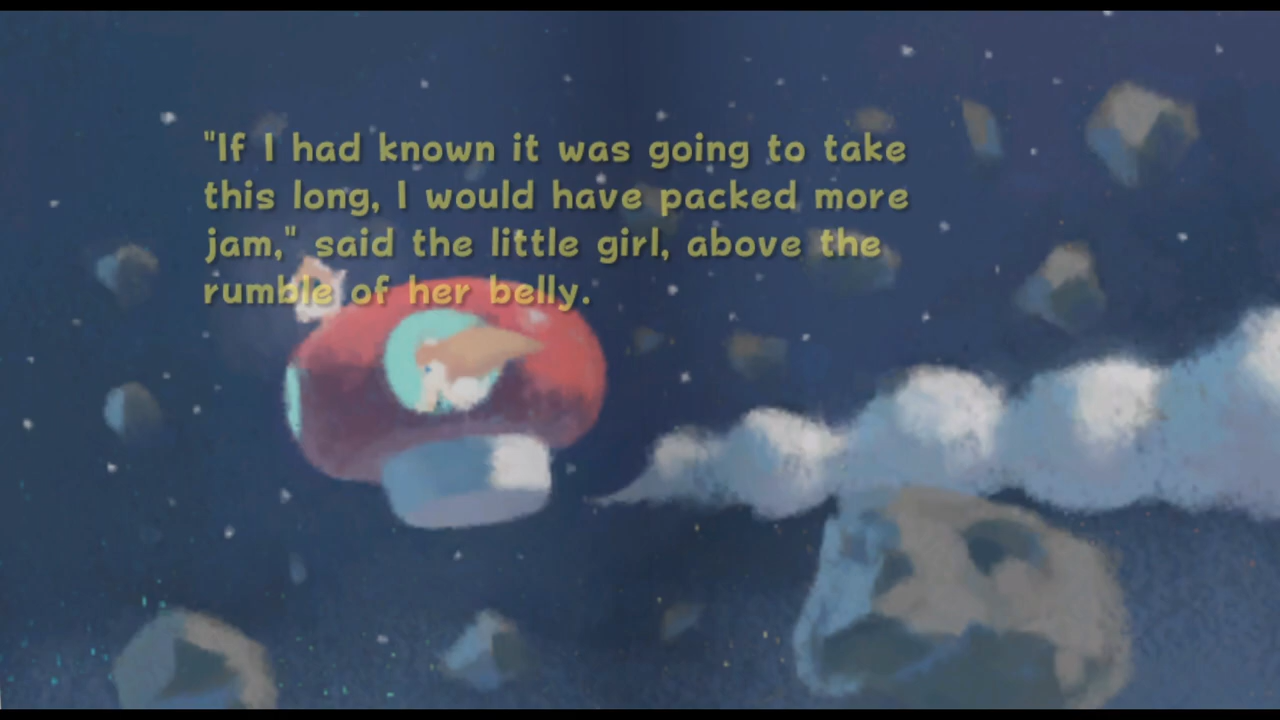 "If I had known it was going to take
this long, I would have packed more
jam," said the little girl, above the
rumble of her belly.